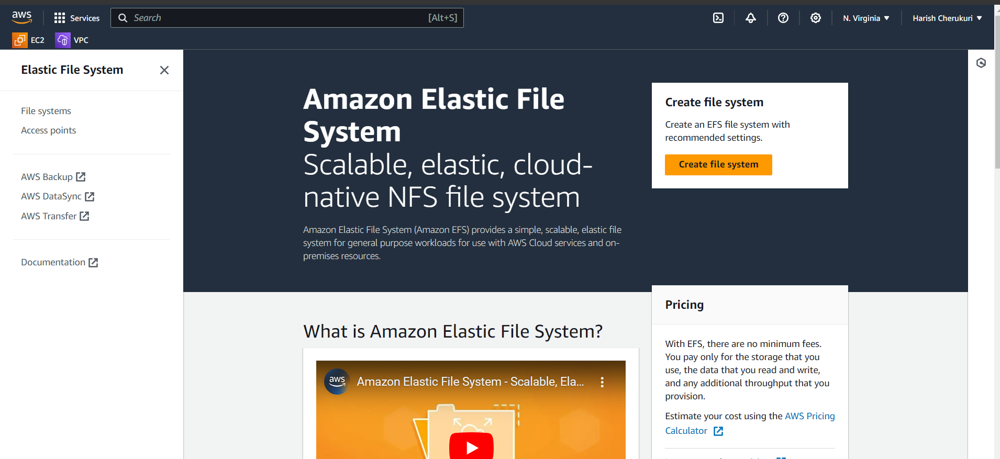 aws
Services
Search
[Alt+S]
N. Virginia
Harish Cherukuri
EC2
VPC
Elastic File System
File systems
Access points
AWS Backup
AWS DataSync
AWS Transfer
Documentation
Amazon Elastic File
System
Scalable, elastic, cloud-
native NFS file system
Amazon Elastic File System (Amazon EFS) provides a simple, scalable, elastic file
system for general purpose workloads for use with AWS Cloud services and on-
premises resources.
Create file system
Create an EFS file system with
recommended settings.
Create file system
What is Amazon Elastic File System?
aws
Amazon Elastic File System - Scalable, Ela...
Pricing
With EFS, there are no minimum fees.
You pay only for the storage that you
use, the data that you read and write,
and any additional throughput that you
provision.
Estimate your cost using the AWS Pricing
Calculator